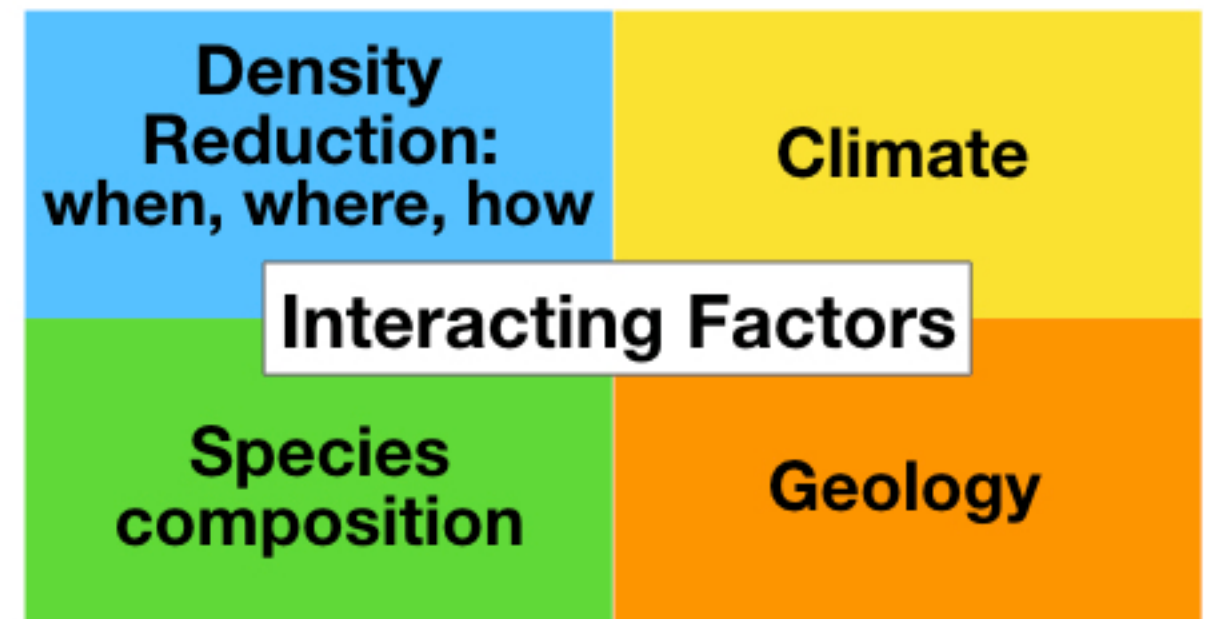 Density
Reduction:
when, where, how
Climate
Interacting Factors
Species
composition
Geology